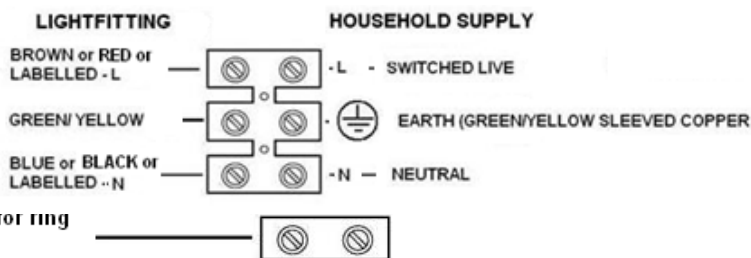 LIGHTFITTING HOUSEHOLD SUPPLY
BROWN or RED or
LABELLED - L
- L - SWITCHED LIVE
GREEN/ YELLOW
- EARTH (GREEN/YELLOW SLEEVED COPPER
BLUE or BLACK or
LABELLED -- N
- N — NEUTRAL
for ring